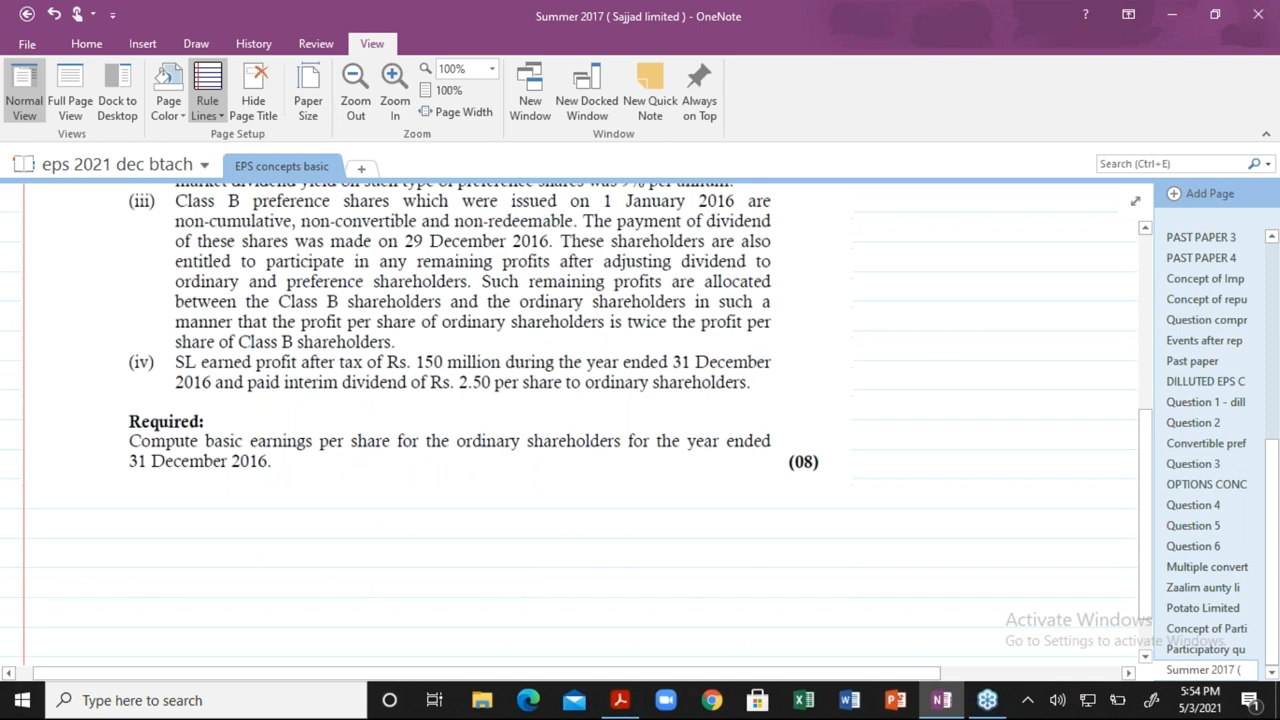 Summer 2017 ( Sajjad limited ) - OneNote
?
File Home Insert Draw History Review View
Normal View
Full Page View
Dock to Desktop
Page Color
Rule Lines
Hide Page Title
Paper Size
Zoom Out
Zoom In
100%
100%
Page Width
New Window
New Docked Window
New Quick Note
Always on Top
Views Page Setup Zoom Window
eps 2021 dec btach
EPS concepts basic
Search (Ctrl+E)
market dividend yield on such type of preference shares was 9% per annum.
(iii) Class B preference shares which were issued on 1 January 2016 are
non-cumulative, non-convertible and non-redeemable. The payment of dividend
of these shares was made on 29 December 2016. These shareholders are also
entitled to participate in any remaining profits after adjusting dividend to
ordinary and preference shareholders. Such remaining profits are allocated
between the Class B shareholders and the ordinary shareholders in such a
manner that the profit per share of ordinary shareholders is twice the profit per
share of Class B shareholders.
(iv) SL earned profit after tax of Rs. 150 million during the year ended 31 December
2016 and paid interim dividend of Rs. 2.50 per share to ordinary shareholders.
Required:
Compute basic earnings per share for the ordinary shareholders for the year ended
31 December 2016.
(08)
Add Page
PAST PAPER 3
PAST PAPER 4
Concept of Imp
Concept of repu
Question compr
Events after rep
Past paper
DILLUTED EPS C
Question 1 - dill
Question 2
Convertible pref
Question 3
OPTIONS CONC
Question 4
Question 5
Question 6
Multiple convert
Zaalim aunty li
Potato Limited
Concept of Parti
Participatory qu
Summer 2017 (
Activate Windows
Go to Settings to activate Windows.
Type here to search
5:54 PM
5/3/2021
1